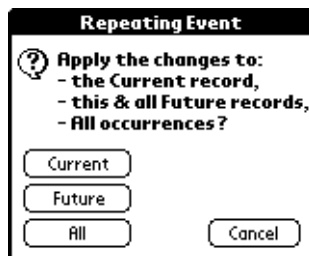 Repeating Event
Apply the changes to:
- the Current record,
- this & all Future records,
- All occurrences?
Current
Future
All
Cancel